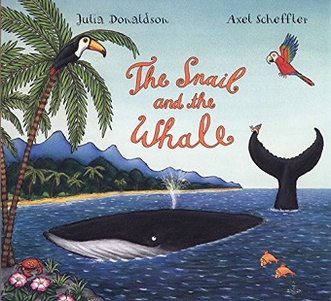 Julia Donaldson Axel Scheffler
The Snail
and the
Whale